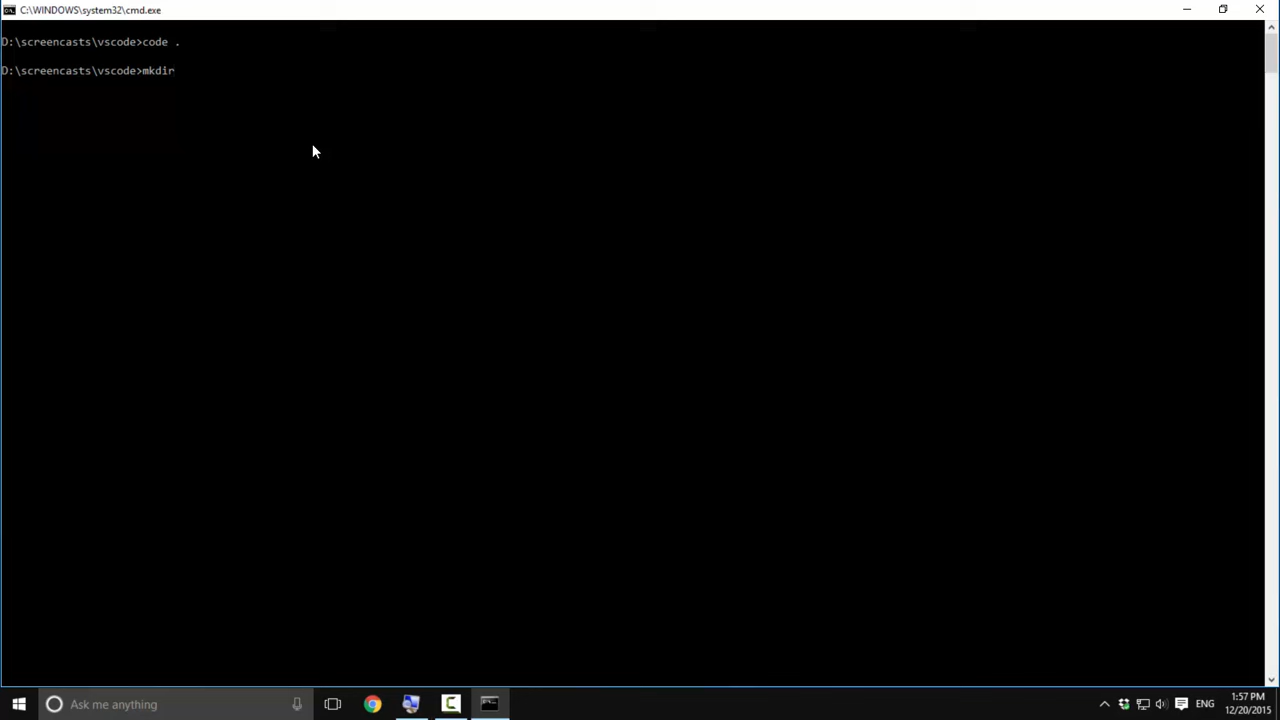 C:\WINDOWS\system32\cmd.exe
D:\screencasts\vscode>code .
D:\screencasts\vscode>mkdir
Ask me anything
ENG
1:57 PM
12/20/2015